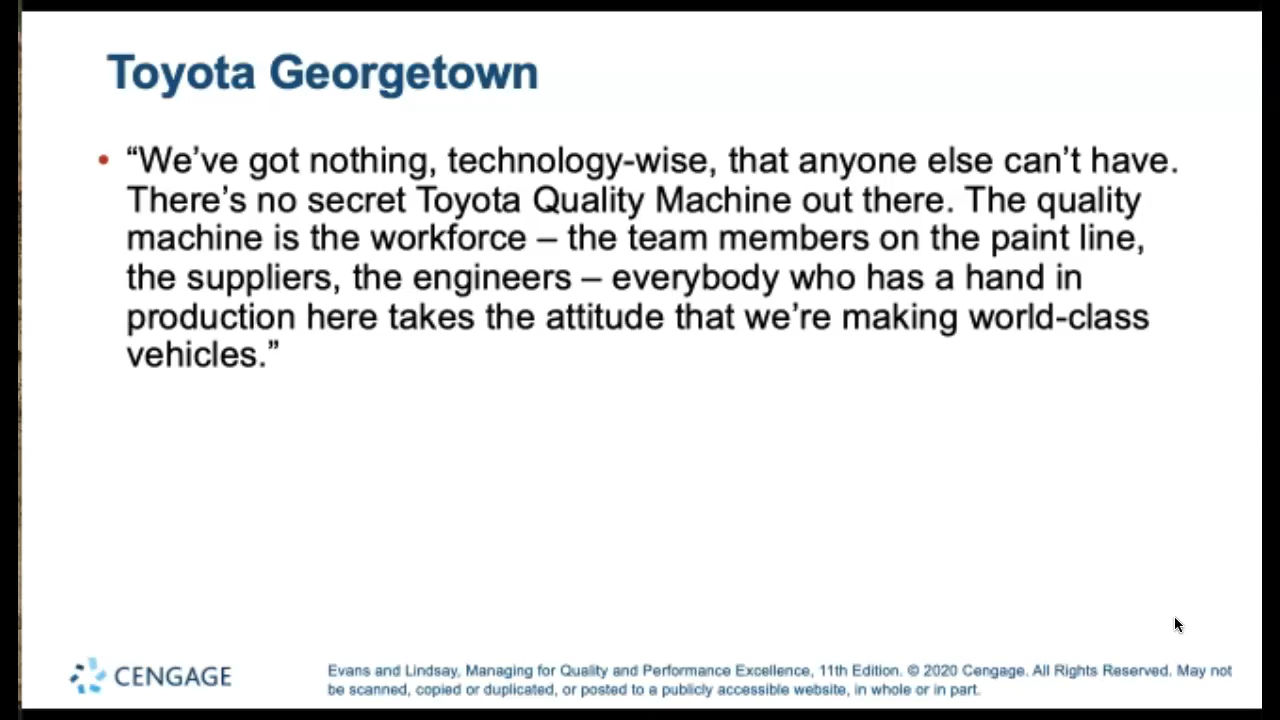 Toyota Georgetown
• “We’ve got nothing, technology-wise, that anyone else can’t have.
There’s no secret Toyota Quality Machine out there. The quality
machine is the workforce – the team members on the paint line,
the suppliers, the engineers – everybody who has a hand in
production here takes the attitude that we’re making world-class
vehicles.”
CENGAGE
Evans and Lindsay, Managing for Quality and Performance Excellence, 11th Edition. © 2020 Cengage. All Rights Reserved. May not
be scanned, copied or duplicated, or posted to a publicly accessible website, in whole or in part.